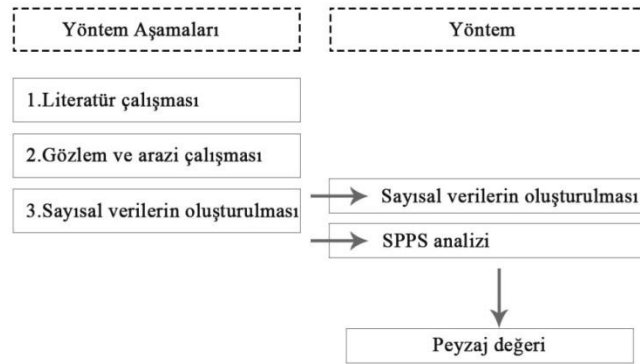 Yöntem Aşamaları
Yöntem
1.Literatür çalışması
2.Gözlem ve arazi çalışması
3.Sayısal verilerin oluşturulması
Sayısal verilerin oluşturulması
SPPS analizi
Peyzaj değeri